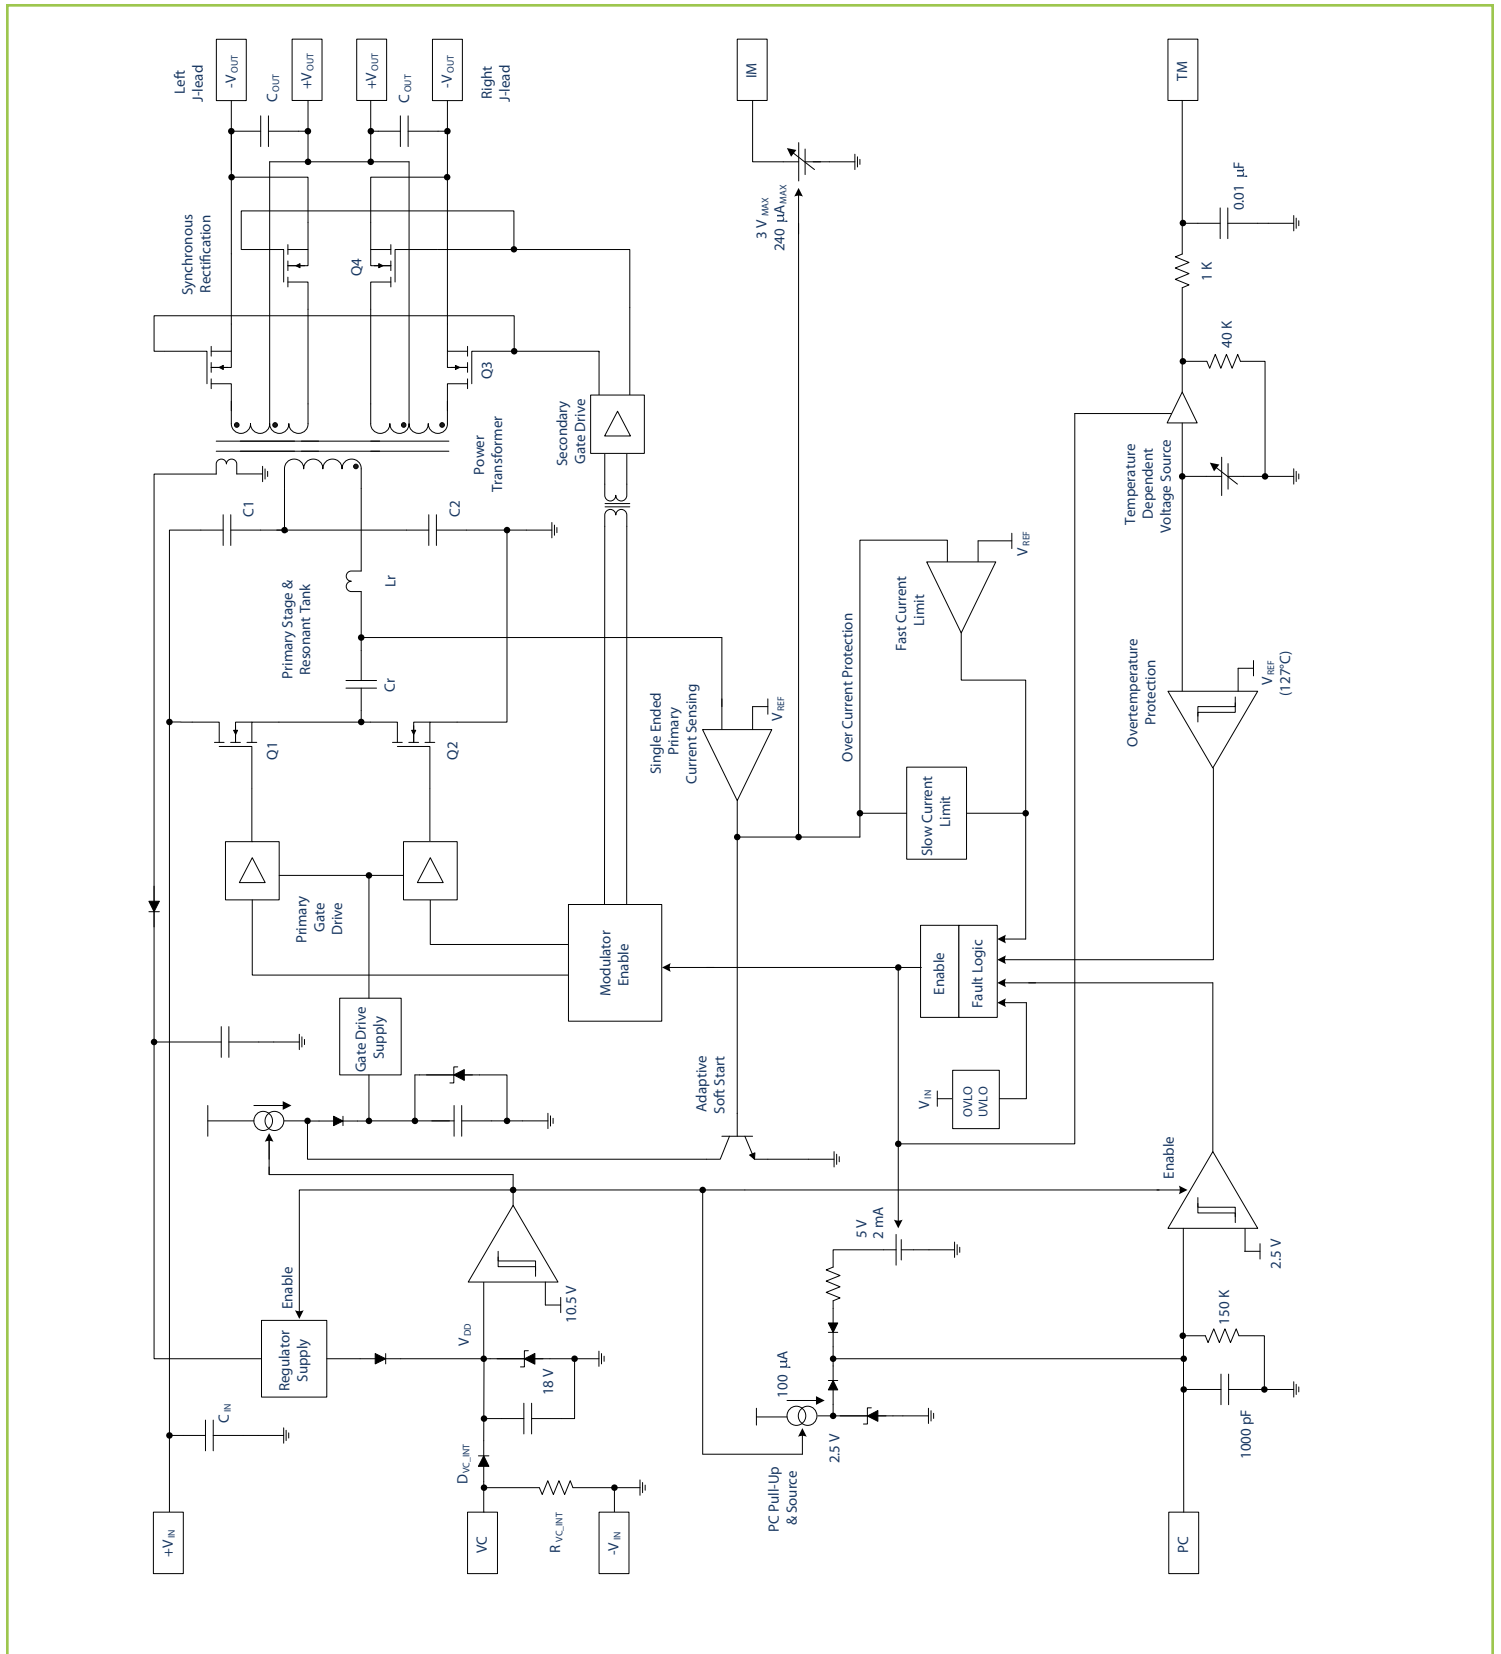 Left
J-lead
-VOUT
COUT
+VOUT
+VOUT
COUT
-VOUT
Right
J-lead
IM
TM
Synchronous
Rectification
Q4
Q3
3 V MAX
240 µAMAX
0.01 µF
1 K
40 K
Power
Transformer
Secondary
Gate Drive
Temperature
Dependent
Voltage Source
C1
C2
Primary Stage &
Resonant Tank
Lr
Cr
Fast Current
Limit
VREF
Over Current Protection
Single Ended
Primary
Current Sensing
VREF
Overtemperature
Protection
VREF
(127°C)
Q1
Q2
Slow Current
Limit
Primary
Gate
Drive
Modulator
Enable
Enable
Fault Logic
Gate Drive
Supply
Adaptive
Soft Start
VIN
OVLO
UVLO
Enable
2.5 V
Enable
Regulator
Supply
VDD
10.5 V
18 V
5 V
2 mA
100 µA
2.5 V
PC Pull-Up
& Source
150 K
1000 pF
C IN
DVC_INT
R VC_INT
+VIN
VC
-VIN
PC